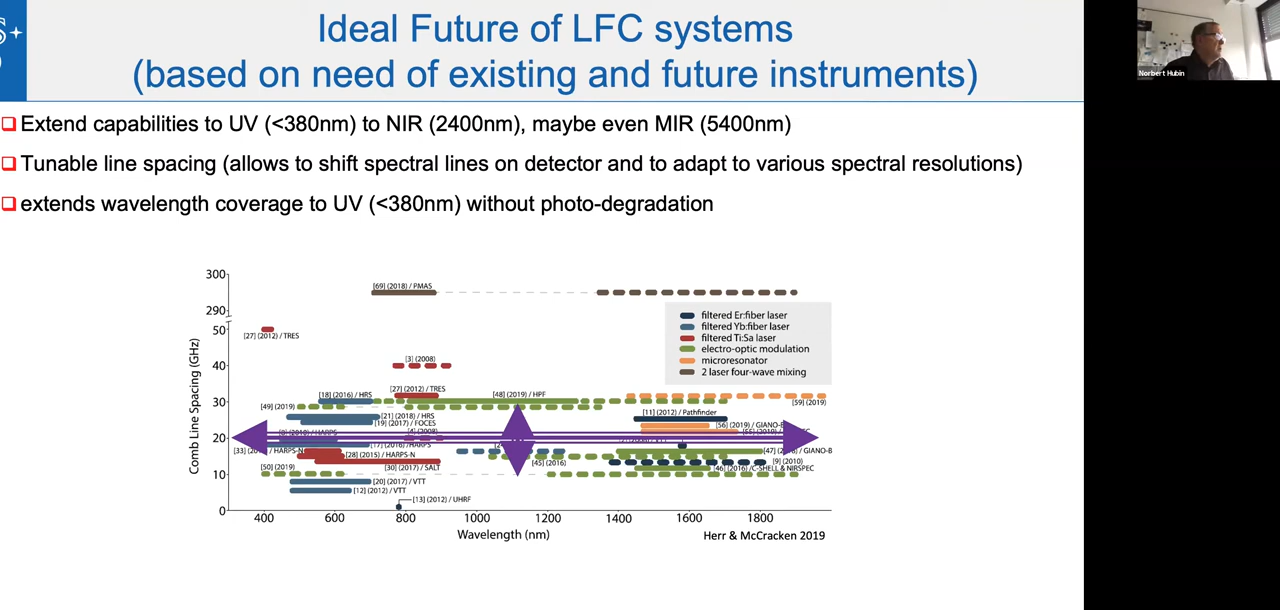 S+
Ideal Future of LFC systems
(based on need of existing and future instruments)
Norbert Hubin
Extend capabilities to UV (<380nm) to NIR (2400nm), maybe even MIR (5400nm)
Tunable line spacing (allows to shift spectral lines on detector and to adapt to various spectral resolutions)
extends wavelength coverage to UV (<380nm) without photo-degradation
300
290
50
40
30
20
10
0
Comb Line Spacing (GHz)
[69] (2018) / PMAS
[27] (2012) / TRES
[3] (2008)
filtered Er:fiber laser
filtered Yb:fiber laser
filtered Ti:Sa laser
electro-optic modulation
microresonator
2 laser four-wave mixing
[18] (2016) / HRS
[27] (2012) / TRES
[48] (2019) / HPF
[59] (2019)
[49] (2019)
[21] (2018) / HRS
[19] (2017) / FOCES
[11] (2012) / Pathfinder
[56] (2019) / GIANO-B
[4] (2008)
[17] (2016) / HARPS
/ HARPS-N
[28] (2015) / HARPS-N
[47]
/ GIANO-B
[30] (2017) / SALT
[45] (2016)
[9] (2010)
[50] (2019)
[46] (2016) / C-SHELL & NIRSPEC
[20] (2017) / VTT
[12] (2012) / VTT
[13] (2012) / UHRF
400 600 800 1000 1200 1400 1600 1800
Wavelength (nm)
Herr & McCracken 2019